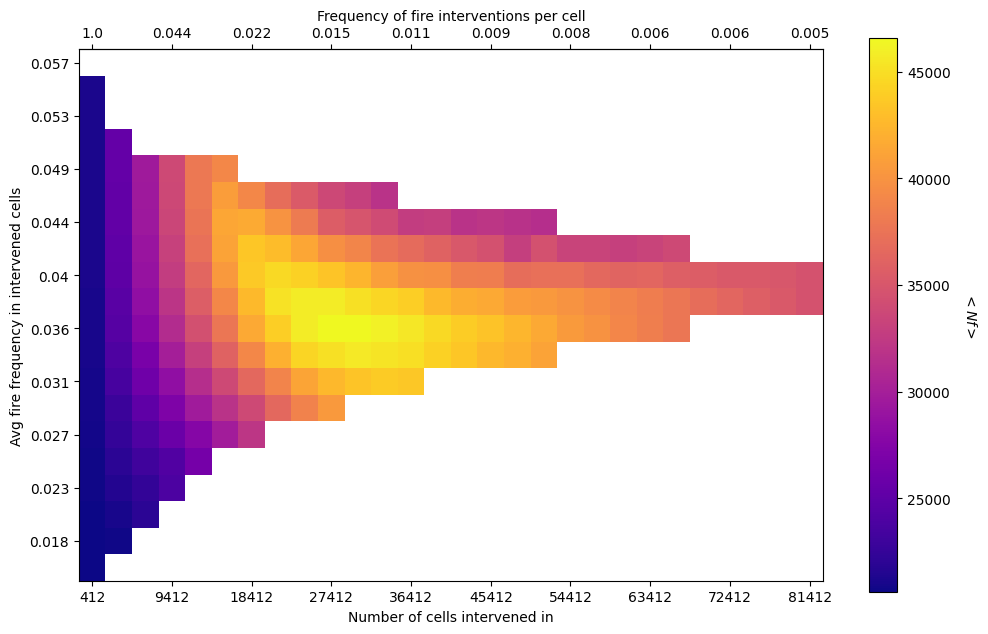 Frequency of fire interventions per cell
1.0 0.044 0.022 0.015 0.011 0.009 0.008 0.006 0.006 0.005
0.057
0.053
0.049
0.044
0.04
0.036
0.031
0.027
0.023
0.018
Avg fire frequency in intervened cells
412 9412 18412 27412 36412 45412 54412 63412 72412 81412
Number of cells intervened in
45000
40000
35000
30000
25000
< Nf >